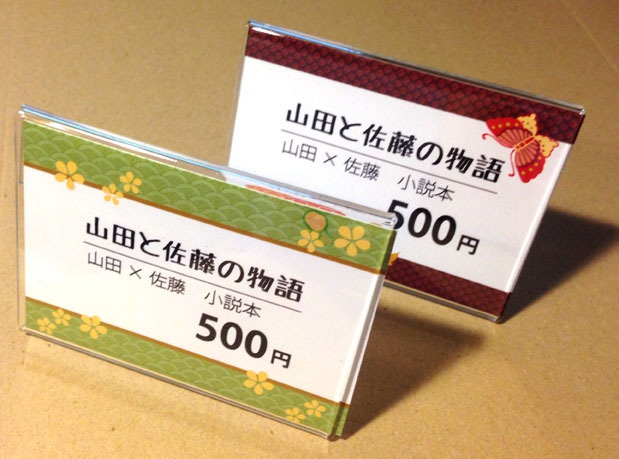 山田と佐藤の物語
山田 × 佐藤　小説本
500円
山田と佐藤の物語
山田 × 佐藤　小説本
500円